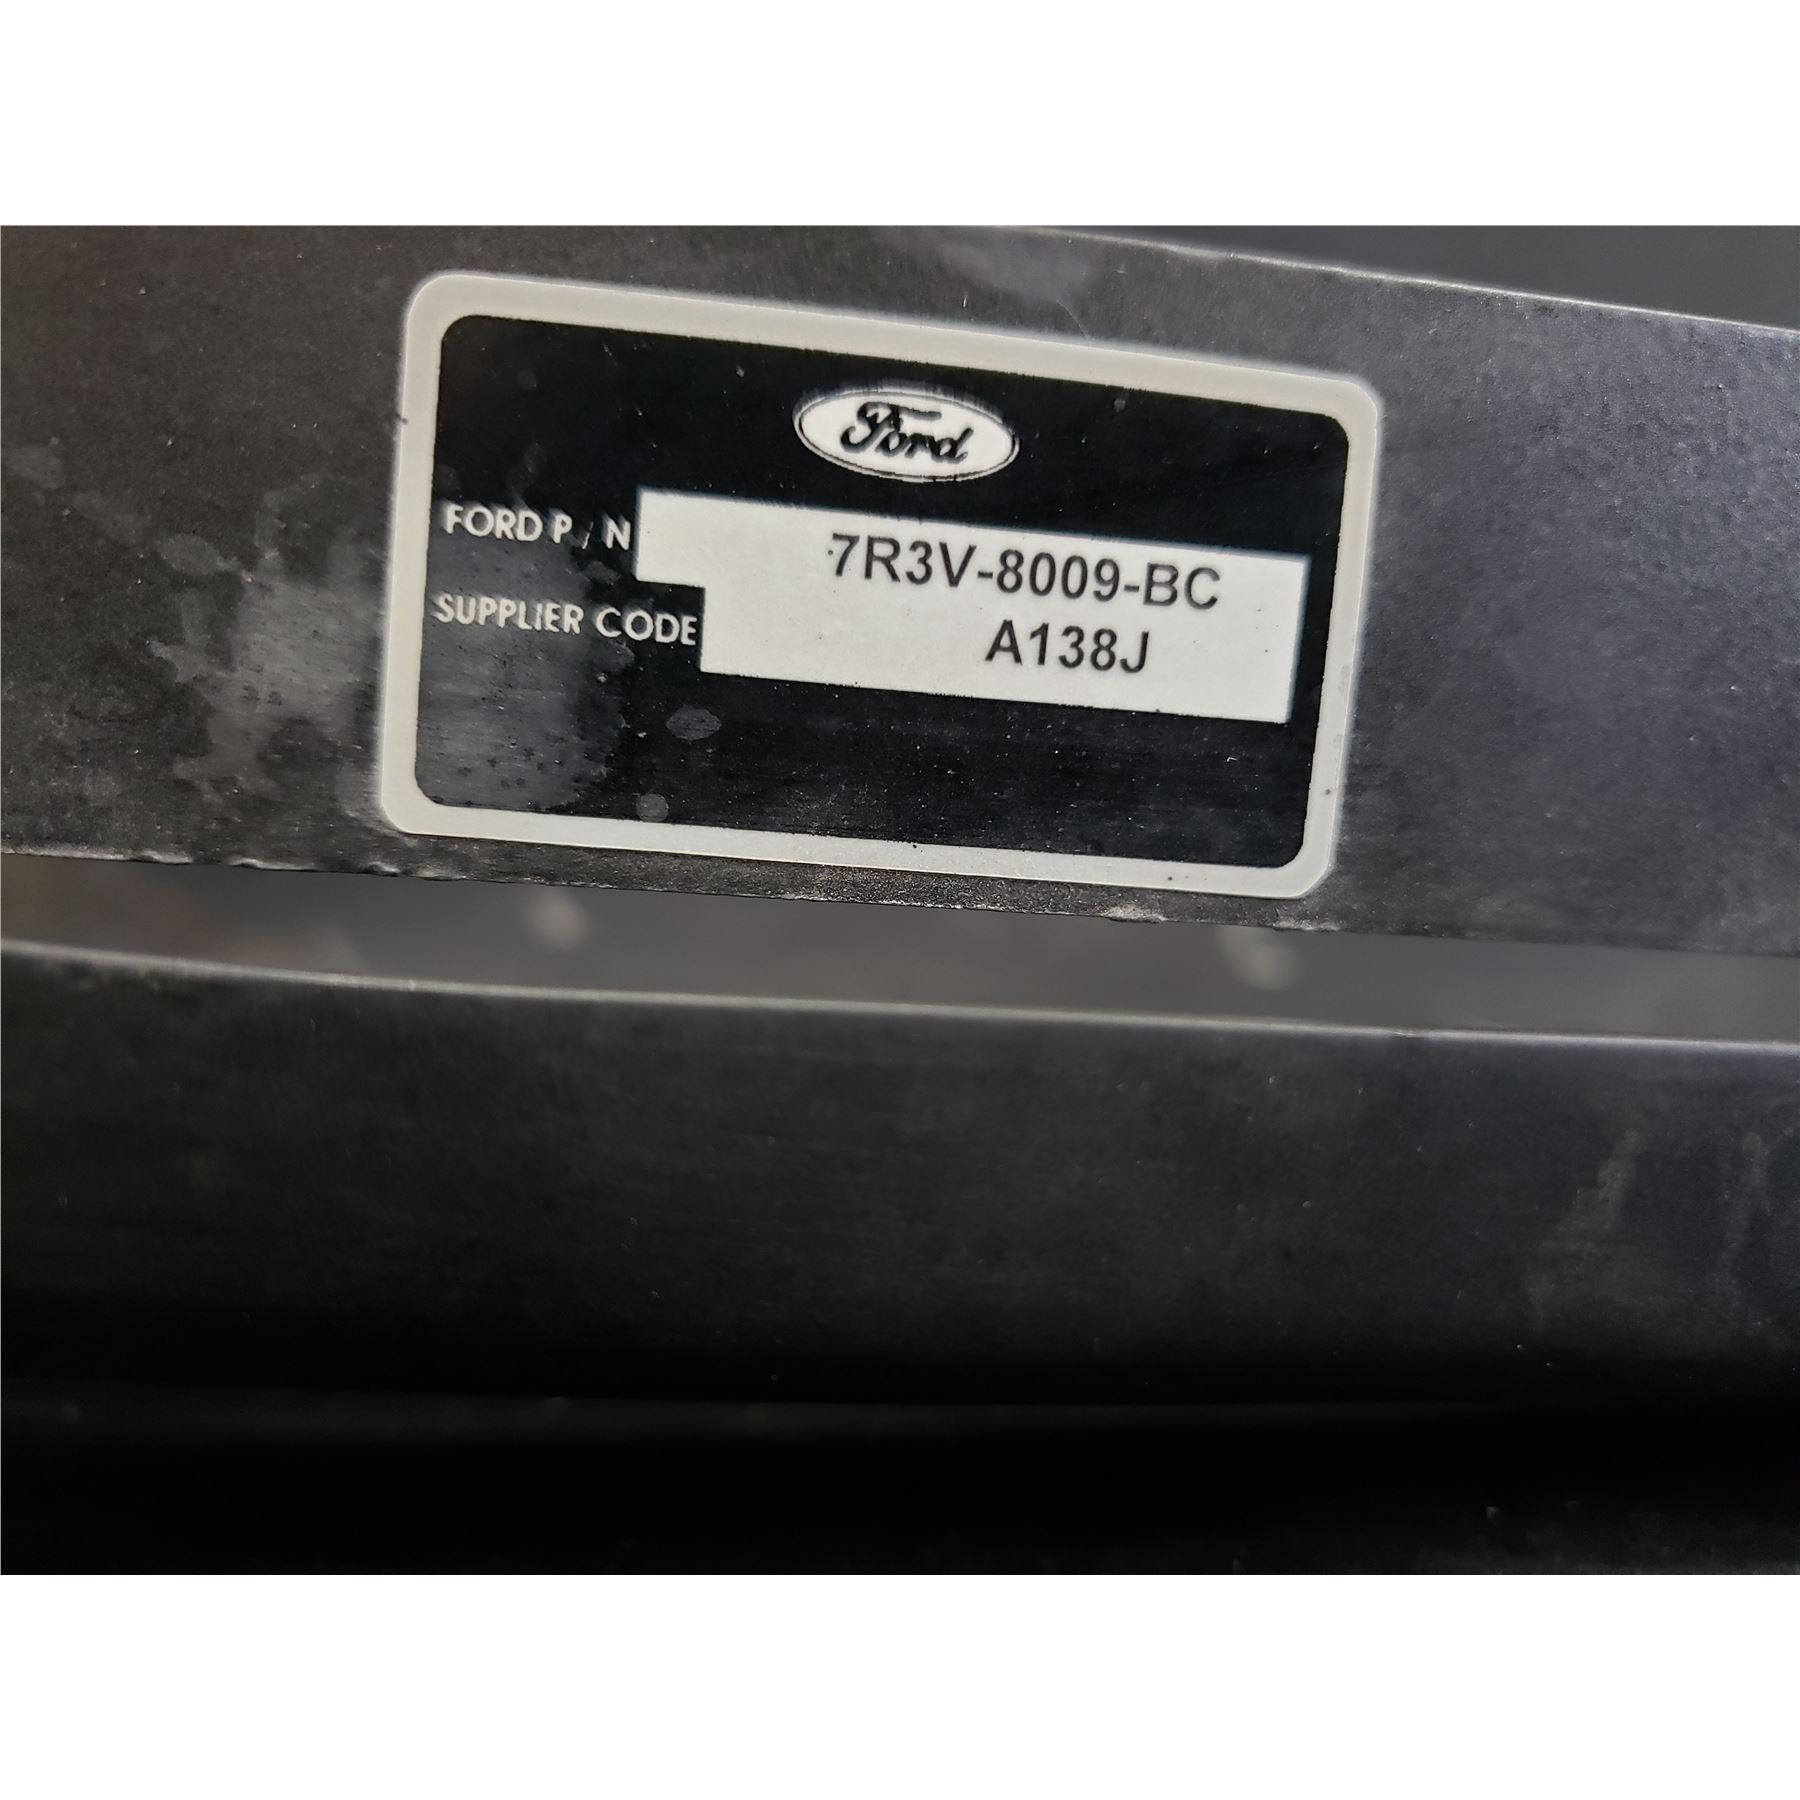 Ford
FORD P / N 7R3V-8009-BC
SUPPLIER CODE A138J